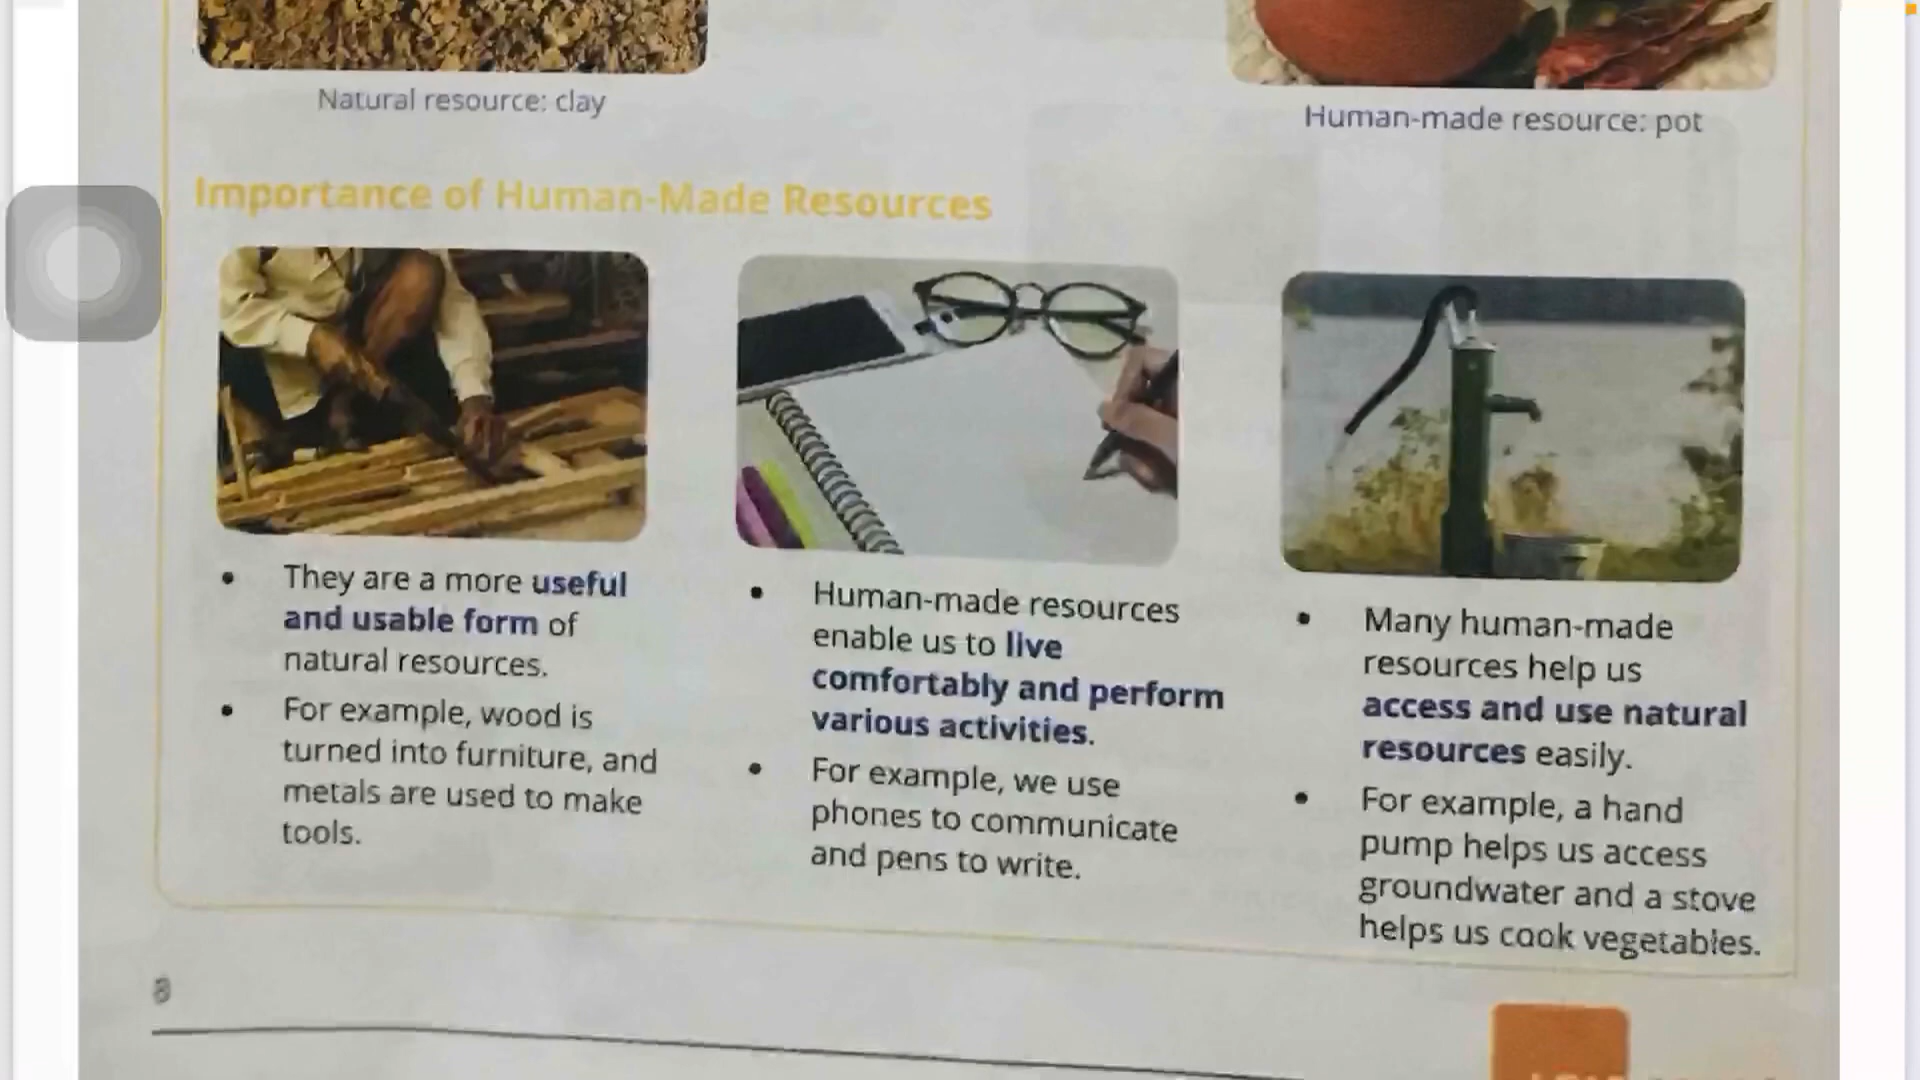 Natural resource: clay
Human-made resource: pot
Importance of Human-Made Resources
• They are a more useful
and usable form of
natural resources.
• For example, wood is
turned into furniture, and
metals are used to make
tools.
• Human-made resources
enable us to live
comfortably and perform
various activities.
• For example, we use
phones to communicate
and pens to write.
• Many human-made
resources help us
access and use natural
resources easily.
• For example, a hand
pump helps us access
groundwater and a stove
helps us cook vegetables.
8